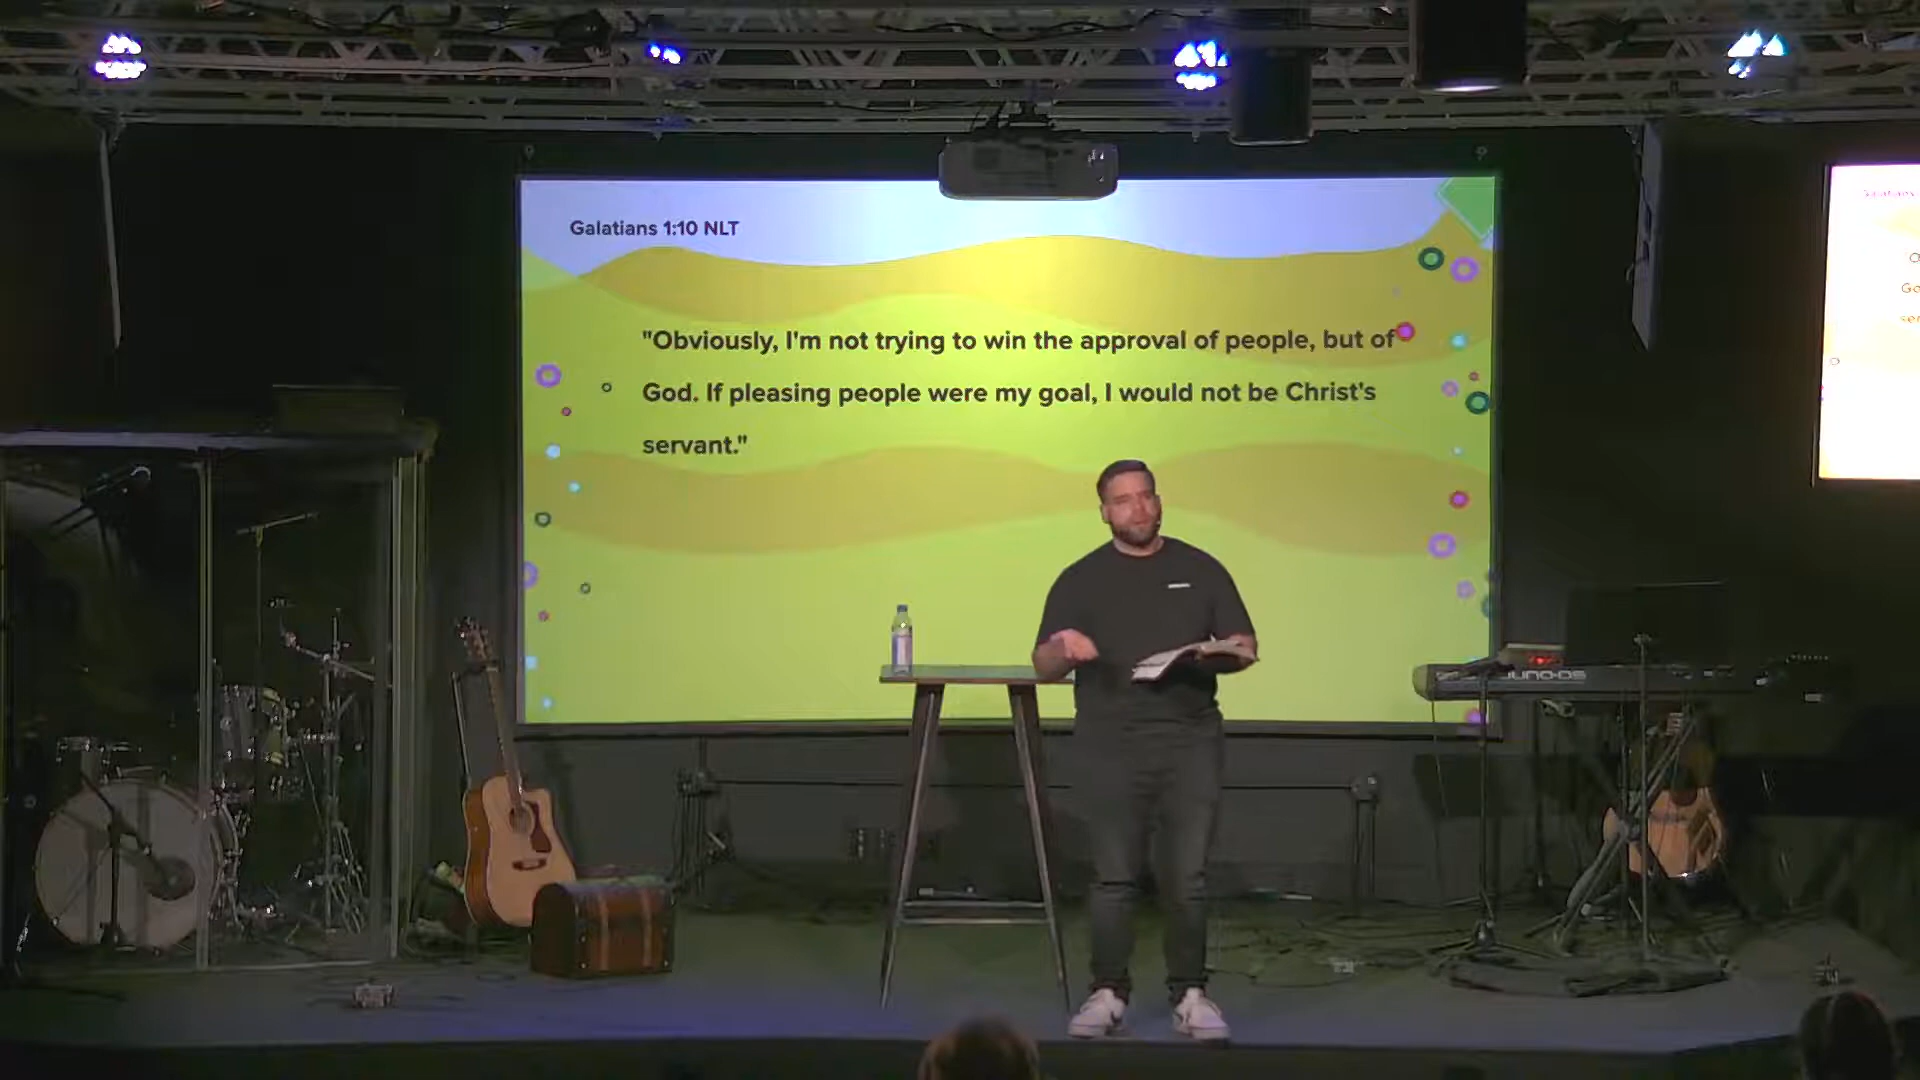 Galatians 1:10 NLT
"Obviously, I'm not trying to win the approval of people, but of
God. If pleasing people were my goal, I would not be Christ's
servant."
JUNO-DS